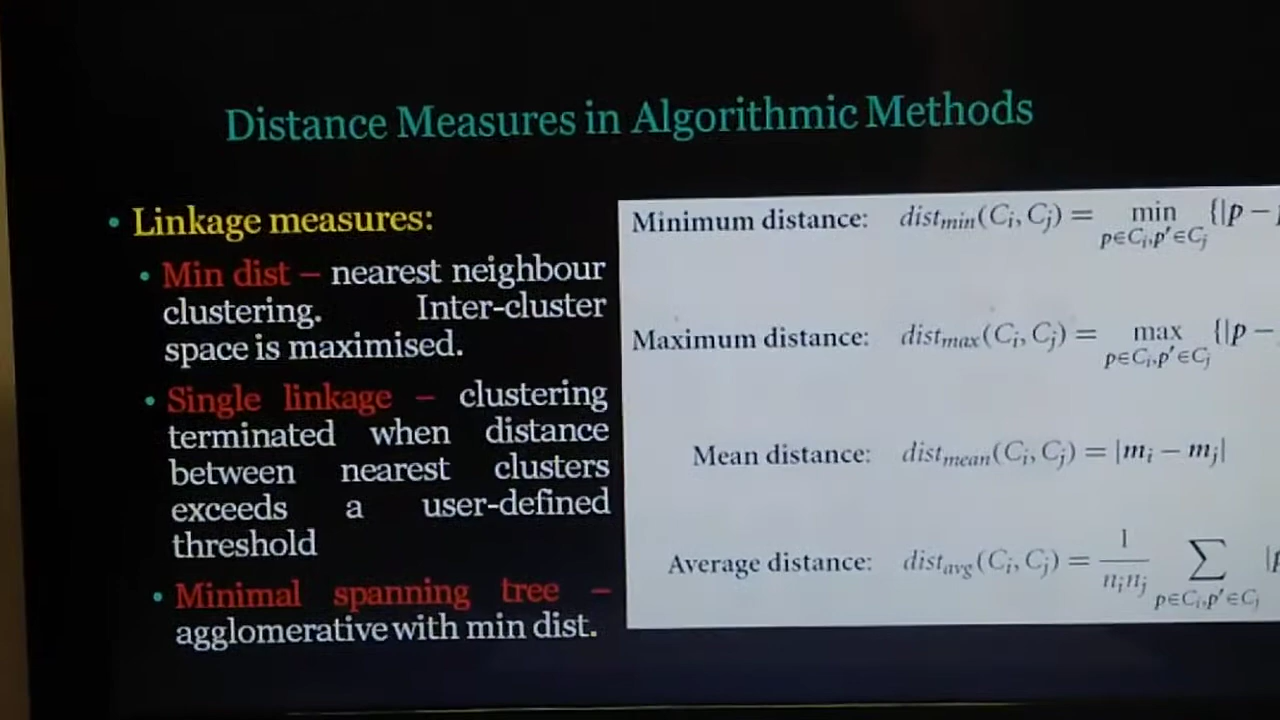 Distance Measures in Algorithmic Methods
• Linkage measures:
• Min dist – nearest neighbour
clustering. Inter-cluster
space is maximised.
• Single linkage – clustering
terminated when distance
between nearest clusters
exceeds a user-defined
threshold
• Minimal spanning tree –
agglomerative with min dist.
Minimum distance: dist_min(C_i, C_j) = min_{p∈C_i,p′∈C_j} {|p −
Maximum distance: dist_max(C_i, C_j) = max_{p∈C_i,p′∈C_j} {|p −
Mean distance: dist_mean(C_i, C_j) = |m_i − m_j|
Average distance: dist_avg(C_i, C_j) = 1/(n_i n_j) ∑_{p∈C_i,p′∈C_j} |p